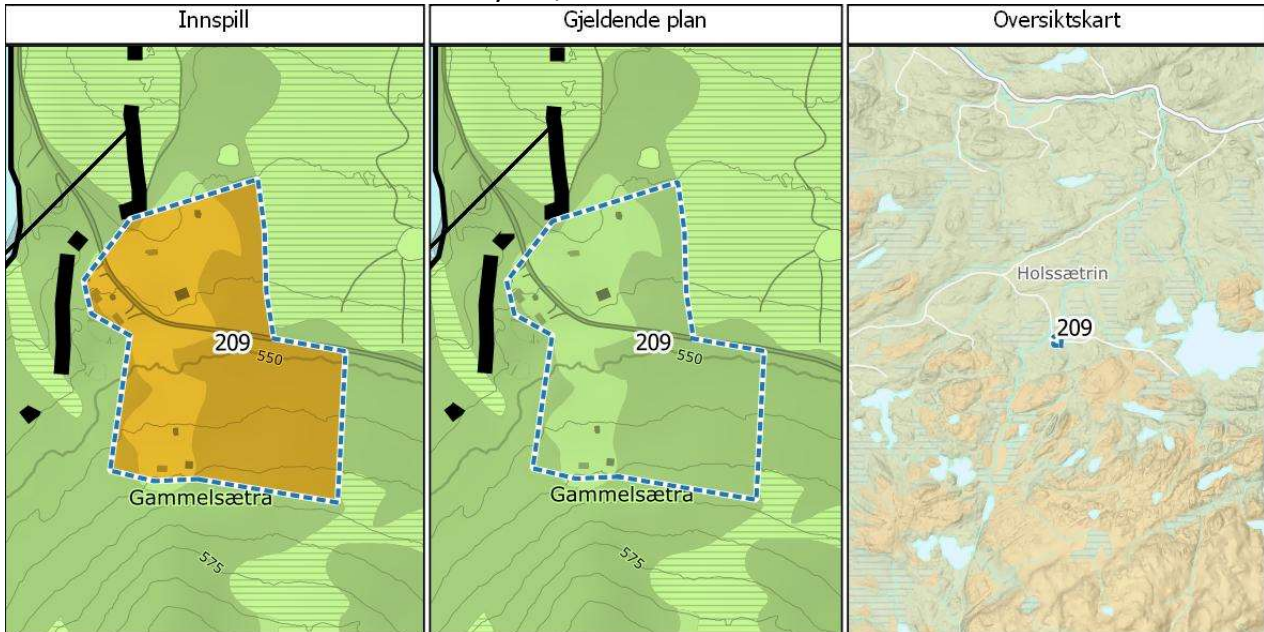 Innspill
Gjeldende plan
Oversiktskart
209
550
Gammelsætra
575
209
550
Gammelsætra
575
Holssætrin
209